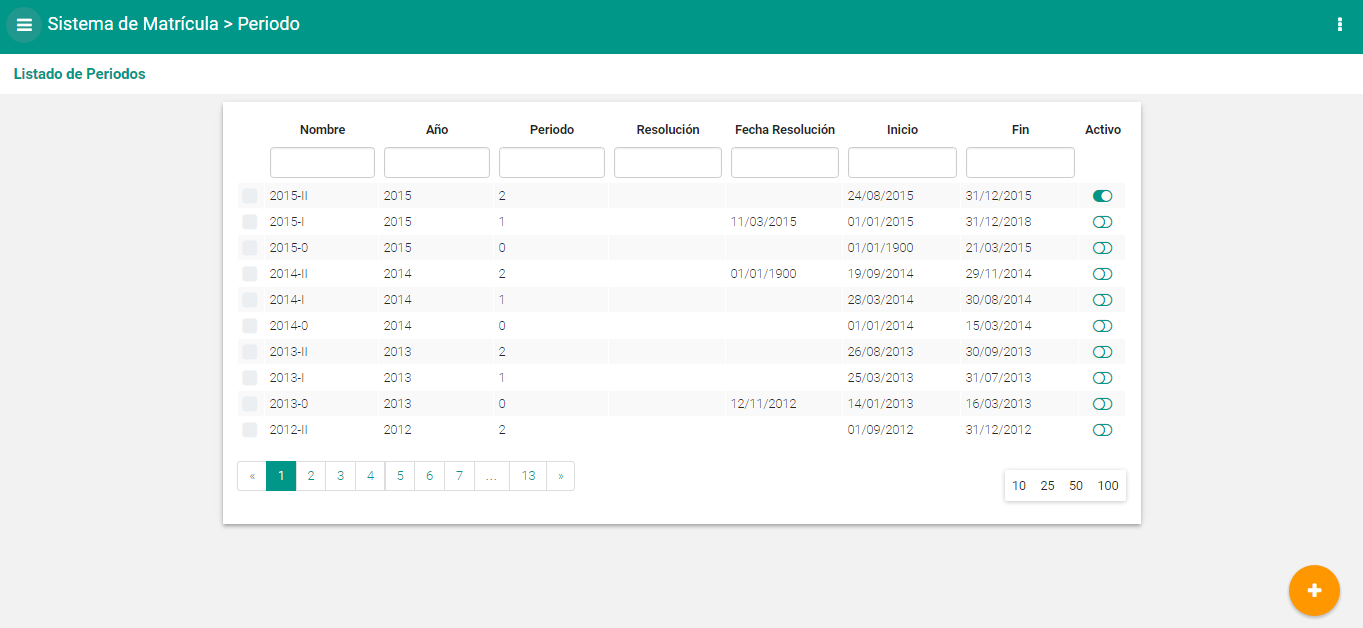 Sistema de Matrícula > Periodo
Listado de Periodos
Nombre Año Periodo Resolución Fecha Resolución Inicio Fin Activo
2015-II 2015 2 24/08/2015 31/12/2015
2015-I 2015 1 11/03/2015 01/01/2015 31/12/2018
2015-0 2015 0 01/01/1900 21/03/2015
2014-II 2014 2 01/01/1900 19/09/2014 29/11/2014
2014-I 2014 1 28/03/2014 30/08/2014
2014-0 2014 0 01/01/2014 15/03/2014
2013-II 2013 2 26/08/2013 30/09/2013
2013-I 2013 1 25/03/2013 31/07/2013
2013-0 2013 0 12/11/2012 14/01/2013 16/03/2013
2012-II 2012 2 01/09/2012 31/12/2012
« 1 2 3 4 5 6 7 ... 13 »
10 25 50 100